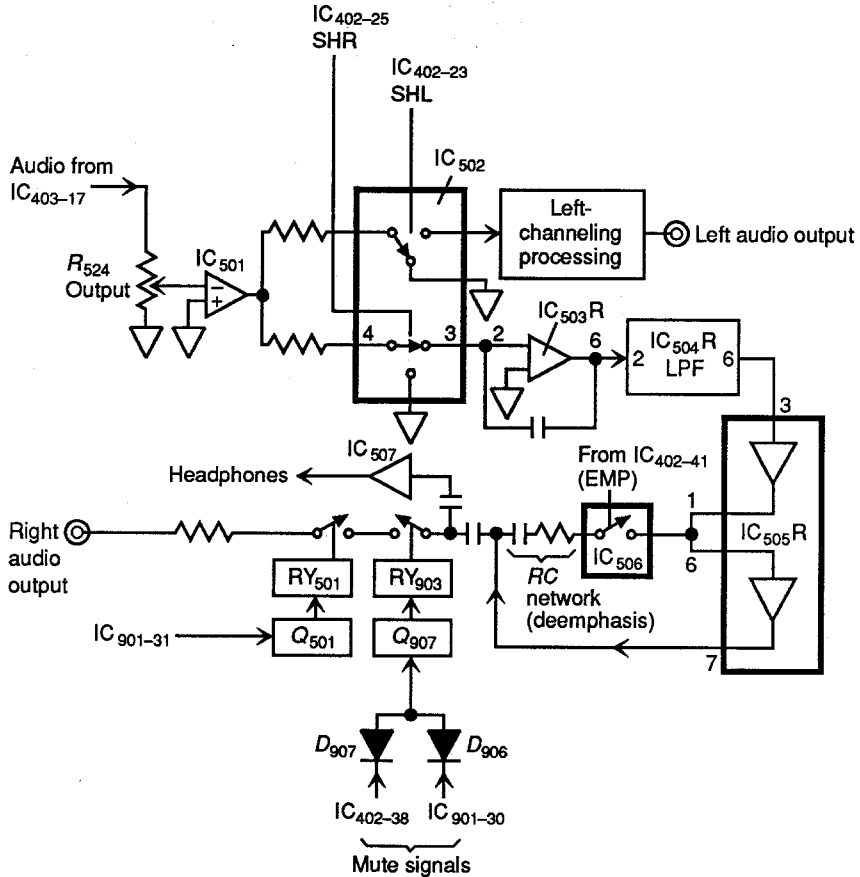 IC402–25
SHR
IC402–23
SHL
IC502
Audio from
IC403–17
R524
Output
IC501
–
+
Left-
channeling
processing
Left audio output
4
3
2
IC503R
6
2
IC504R
LPF
6
3
IC507
Headphones
From IC402–41
(EMP)
1
IC505R
6
7
Right
audio
output
RY501
RY903
RC
network
(deemphasis)
IC506
IC901–31
Q501
Q907
D907
D906
IC402–38
IC901–30
Mute signals